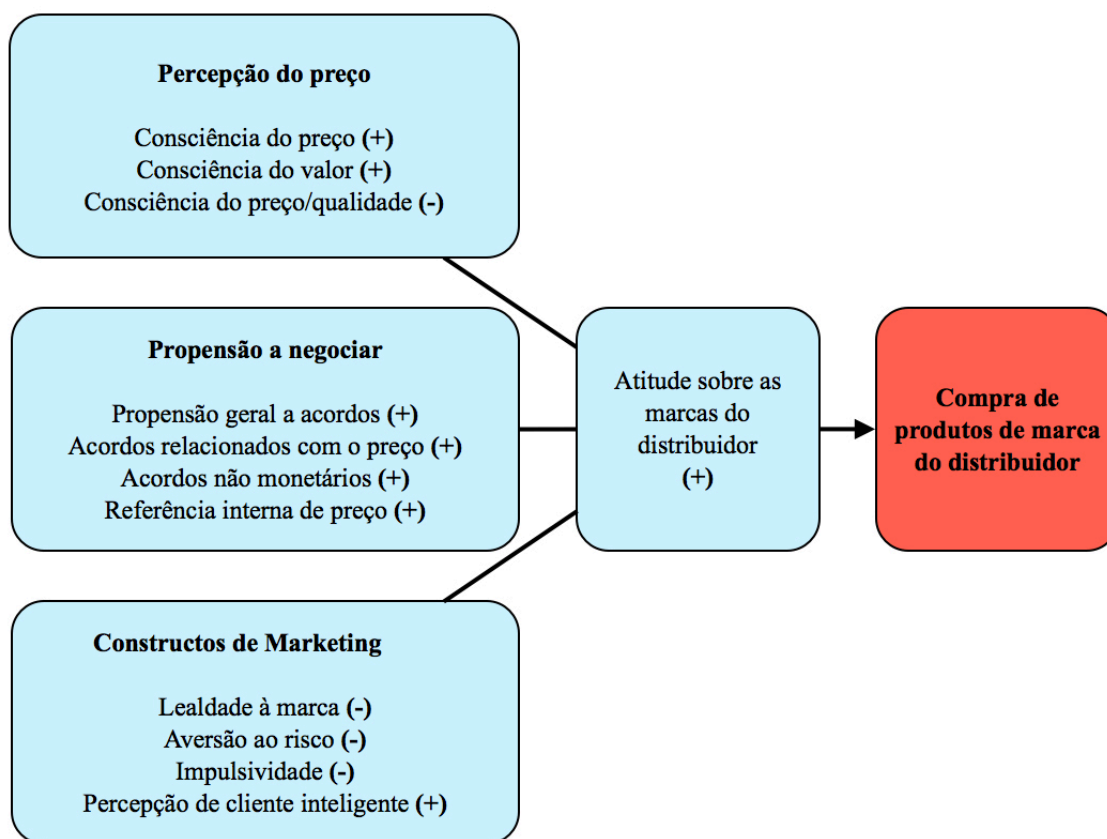 Percepção do preço
Consciência do preço (+)
Consciência do valor (+)
Consciência do preço/qualidade (-)
Propensão a negociar
Propensão geral a acordos (+)
Acordos relacionados com o preço (+)
Acordos não monetários (+)
Referência interna de preço (+)
Constructos de Marketing
Lealdade à marca (-)
Aversão ao risco (-)
Impulsividade (-)
Percepção de cliente inteligente (+)
Atitude sobre as
marcas do
distribuidor
(+)
Compra de
produtos de marca
do distribuidor